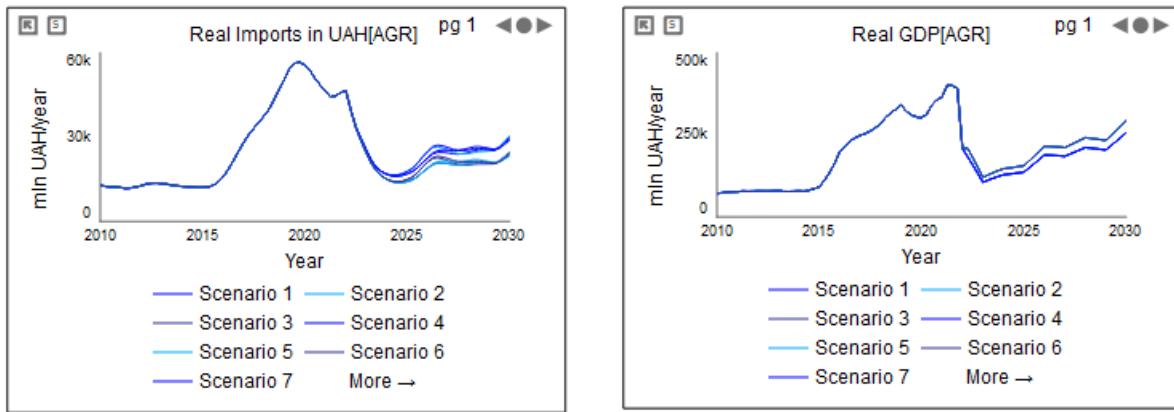 S
Real Imports in UAH[AGR]
pg 1
60k
30k
0
mln UAH/year
2010 2015 2020 2025 2030
Year
Scenario 1 Scenario 2
Scenario 3 Scenario 4
Scenario 5 Scenario 6
Scenario 7 More →
S
Real GDP[AGR]
pg 1
500k
250k
0
mln UAH/year
2010 2015 2020 2025 2030
Year
Scenario 1 Scenario 2
Scenario 3 Scenario 4
Scenario 5 Scenario 6
Scenario 7 More →